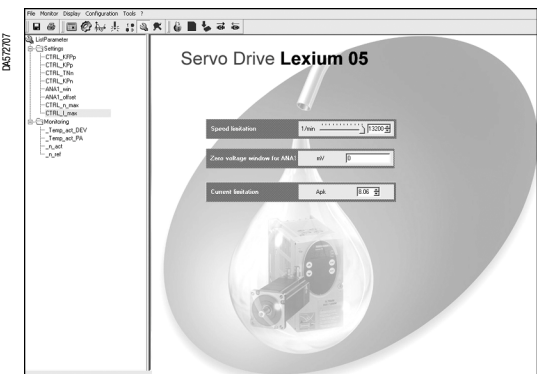 File Monitor Display Configuration Tools ?
DA572707
ListParameter
Settings
CTRL_KFPp
CTRL_KPp
CTRL_TNn
CTRL_KPn
ANA1_win
ANA1_offset
CTRL_n_max
CTRL_I_max
Monitoring
_Temp_act_DEV
_Temp_act_PA
_n_act
_n_ref
Servo Drive Lexium 05
Speed limitation 1/min 13200
Zero voltage window for ANA1 mV 0
Current limitation Apk 8.06